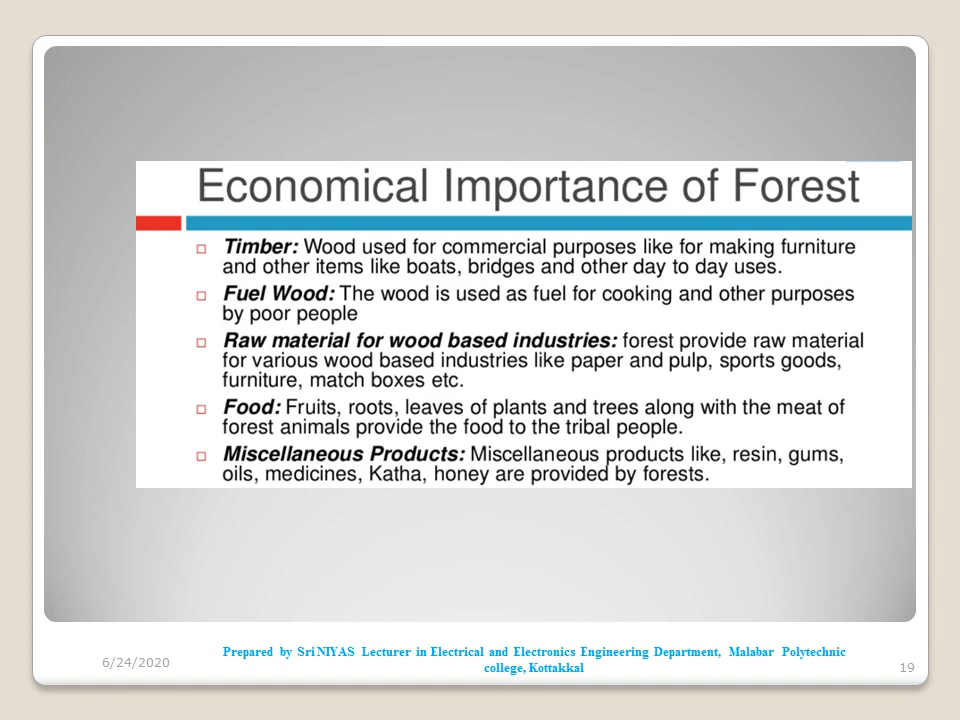 Economical Importance of Forest
Timber: Wood used for commercial purposes like for making furniture
and other items like boats, bridges and other day to day uses.
Fuel Wood: The wood is used as fuel for cooking and other purposes
by poor people
Raw material for wood based industries: forest provide raw material
for various wood based industries like paper and pulp, sports goods,
furniture, match boxes etc.
Food: Fruits, roots, leaves of plants and trees along with the meat of
forest animals provide the food to the tribal people.
Miscellaneous Products: Miscellaneous products like, resin, gums,
oils, medicines, Katha, honey are provided by forests.
6/24/2020
Prepared by Sri NIYAS Lecturer in Electrical and Electronics Engineering Department, Malabar Polytechnic
college, Kottakkal
19